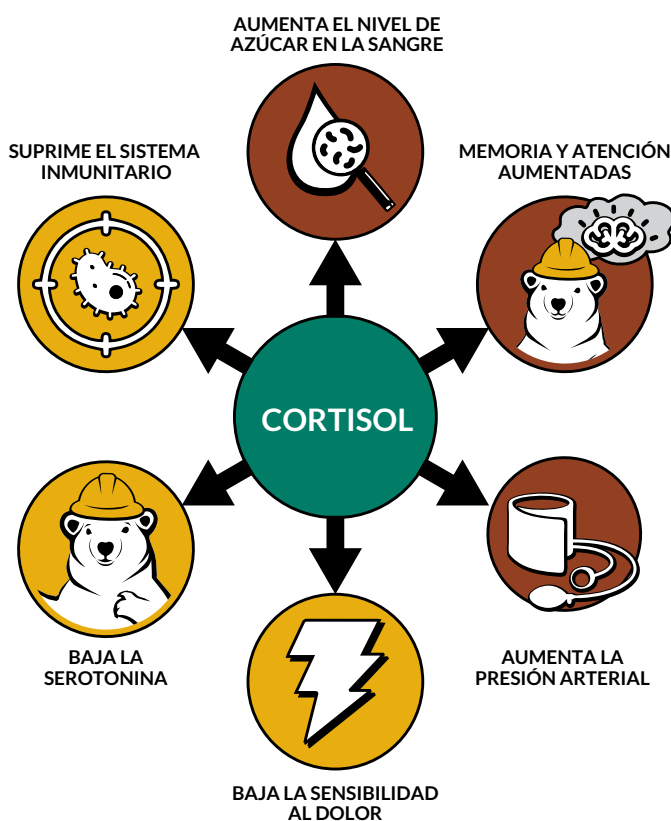 AUMENTA EL NIVEL DE
AZÚCAR EN LA SANGRE
SUPRIME EL SISTEMA
INMUNITARIO
MEMORIA Y ATENCIÓN
AUMENTADAS
CORTISOL
BAJA LA
SEROTONINA
AUMENTA LA
PRESIÓN ARTERIAL
BAJA LA SENSIBILIDAD
AL DOLOR